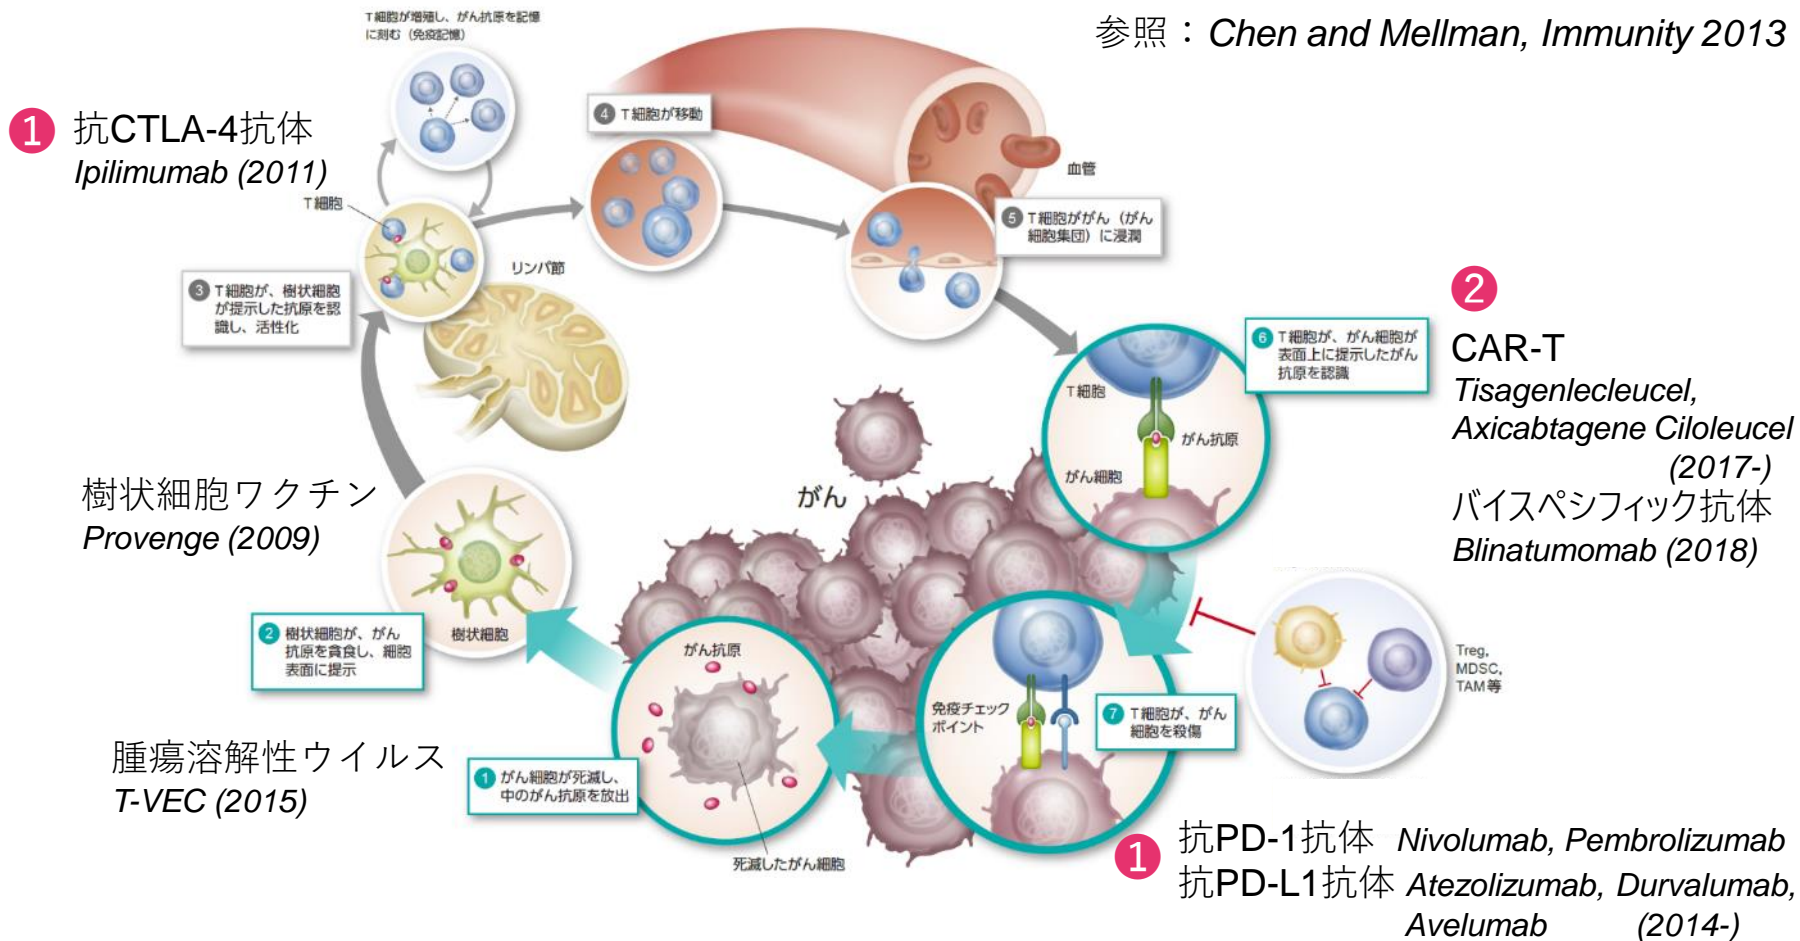 T細胞が増殖し、がん抗原を記憶
に刻む（免疫記憶）
参照：Chen and Mellman, Immunity 2013
1 抗CTLA-4抗体
Ipilimumab (2011)
4 T細胞が移動
血管
T細胞
5 T細胞ががん（がん
細胞集団）に浸潤
リンパ節
3 T細胞が、樹状細胞
が提示した抗原を認
識し、活性化
2
6 T細胞が、がん細胞が
表面上に提示したがん
抗原を認識
CAR-T
Tisagenlecleucel,
Axicabtagene Ciloleucel
(2017-)
バイスペシフィック抗体
Blinatumomab (2018)
T細胞
がん抗原
がん細胞
がん
樹状細胞ワクチン
Provenge (2009)
樹状細胞
2 樹状細胞が、がん
抗原を貪食し、細胞
表面に提示
がん抗原
Treg,
MDSC,
TAM等
免疫チェック
ポイント
7 T細胞が、がん
細胞を殺傷
腫瘍溶解性ウイルス
T-VEC (2015)
1 がん細胞が死滅し、
中のがん抗原を放出
死滅したがん細胞
1 抗PD-1抗体 Nivolumab, Pembrolizumab
抗PD-L1抗体 Atezolizumab, Durvalumab,
Avelumab (2014-)